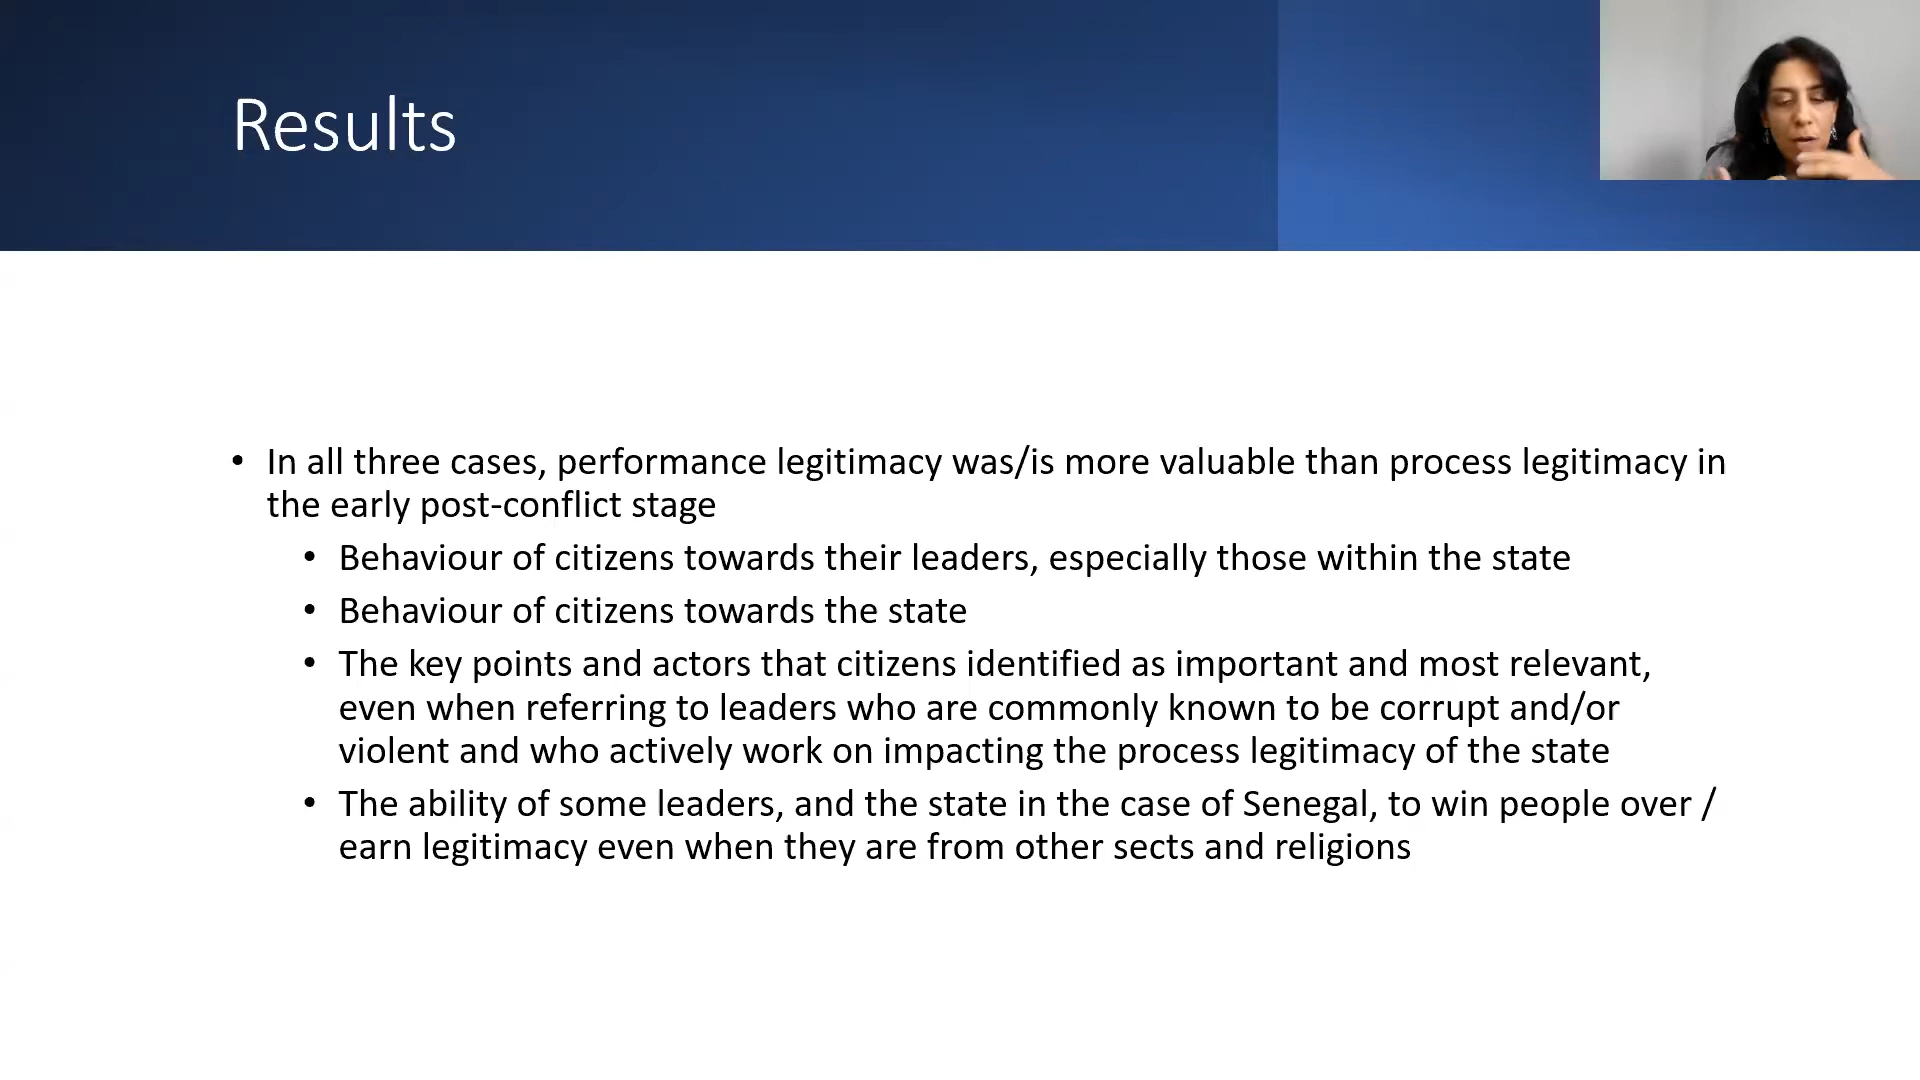 Results
• In all three cases, performance legitimacy was/is more valuable than process legitimacy in
the early post-conflict stage
• Behaviour of citizens towards their leaders, especially those within the state
• Behaviour of citizens towards the state
• The key points and actors that citizens identified as important and most relevant,
even when referring to leaders who are commonly known to be corrupt and/or
violent and who actively work on impacting the process legitimacy of the state
• The ability of some leaders, and the state in the case of Senegal, to win people over /
earn legitimacy even when they are from other sects and religions